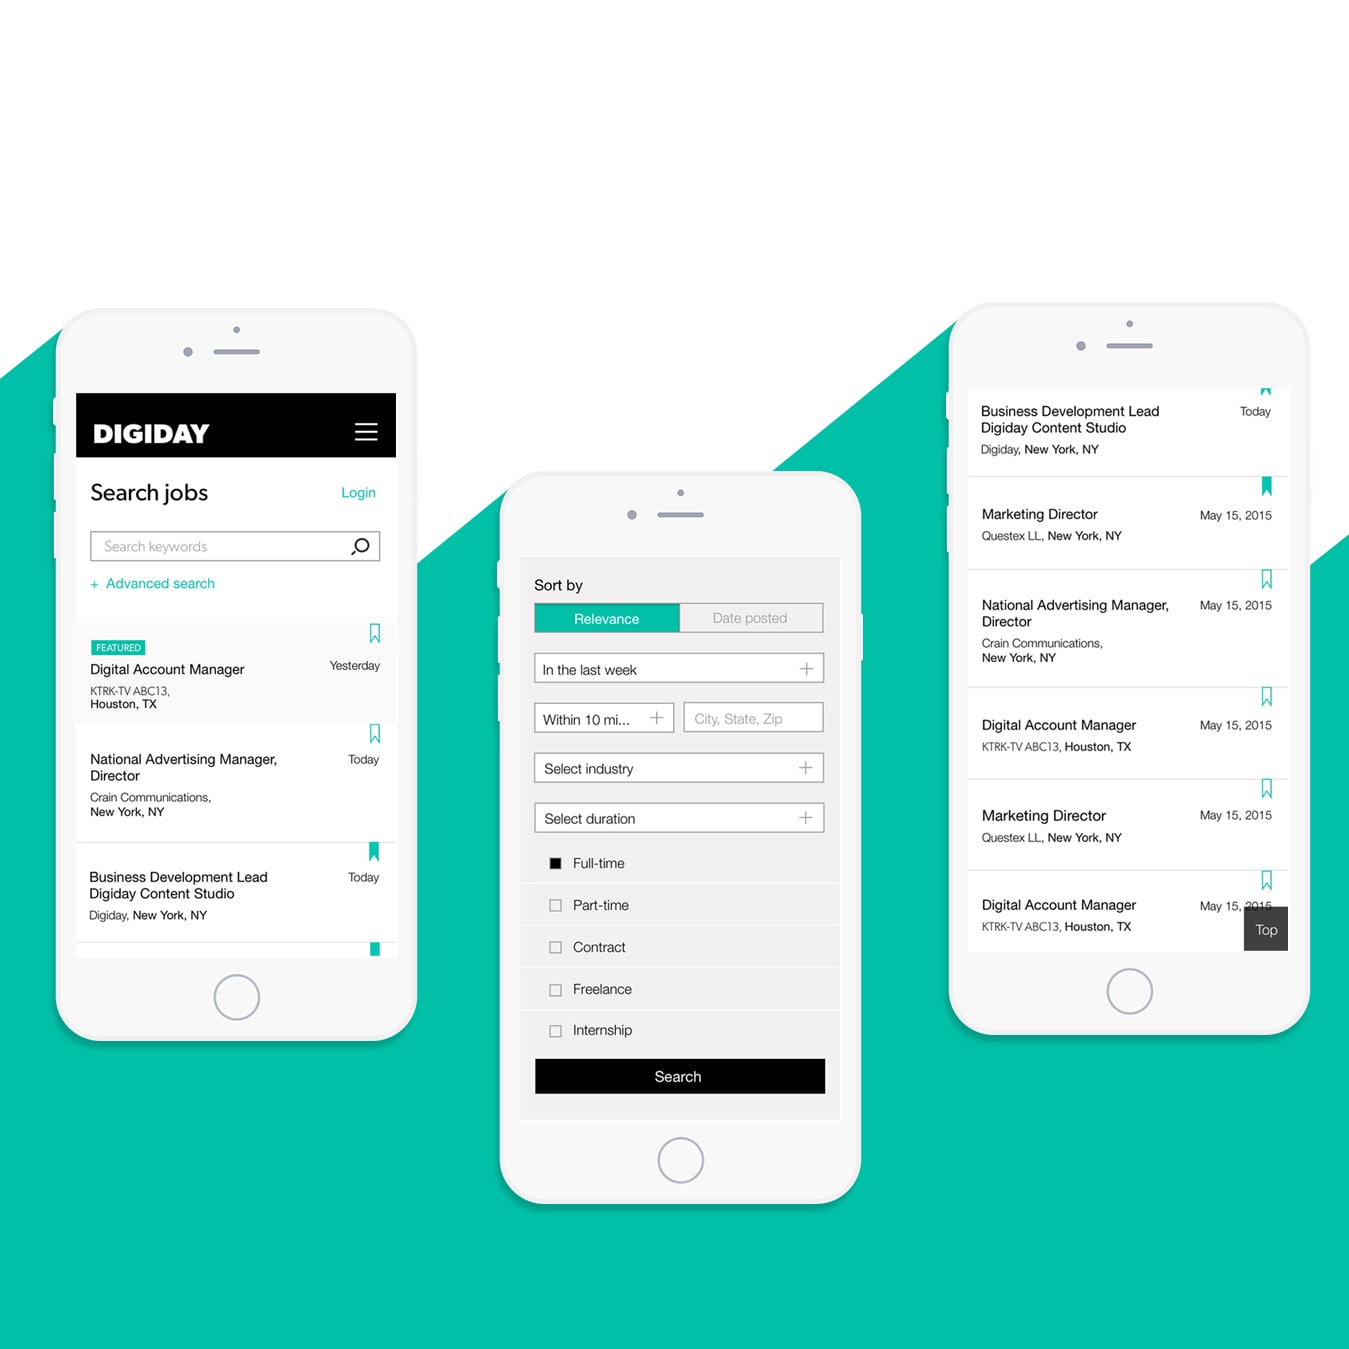 DIGIDAY
Search jobs
Login
Search keywords
+ Advanced search
FEATURED
Digital Account Manager
Yesterday
KTRK-TV ABC13,
Houston, TX
National Advertising Manager,
Director
Today
Crain Communications,
New York, NY
Business Development Lead
Digiday Content Studio
Today
Digiday, New York, NY
Sort by
Relevance
Date posted
In the last week
Within 10 mi...
City, State, Zip
Select industry
Select duration
Full-time
Part-time
Contract
Freelance
Internship
Search
Business Development Lead
Digiday Content Studio
Today
Digiday, New York, NY
Marketing Director
May 15, 2015
Questex LL, New York, NY
National Advertising Manager,
Director
May 15, 2015
Crain Communications,
New York, NY
Digital Account Manager
May 15, 2015
KTRK-TV ABC13, Houston, TX
Marketing Director
May 15, 2015
Questex LL, New York, NY
Digital Account Manager
May 15, 2015
KTRK-TV ABC13, Houston, TX
Top